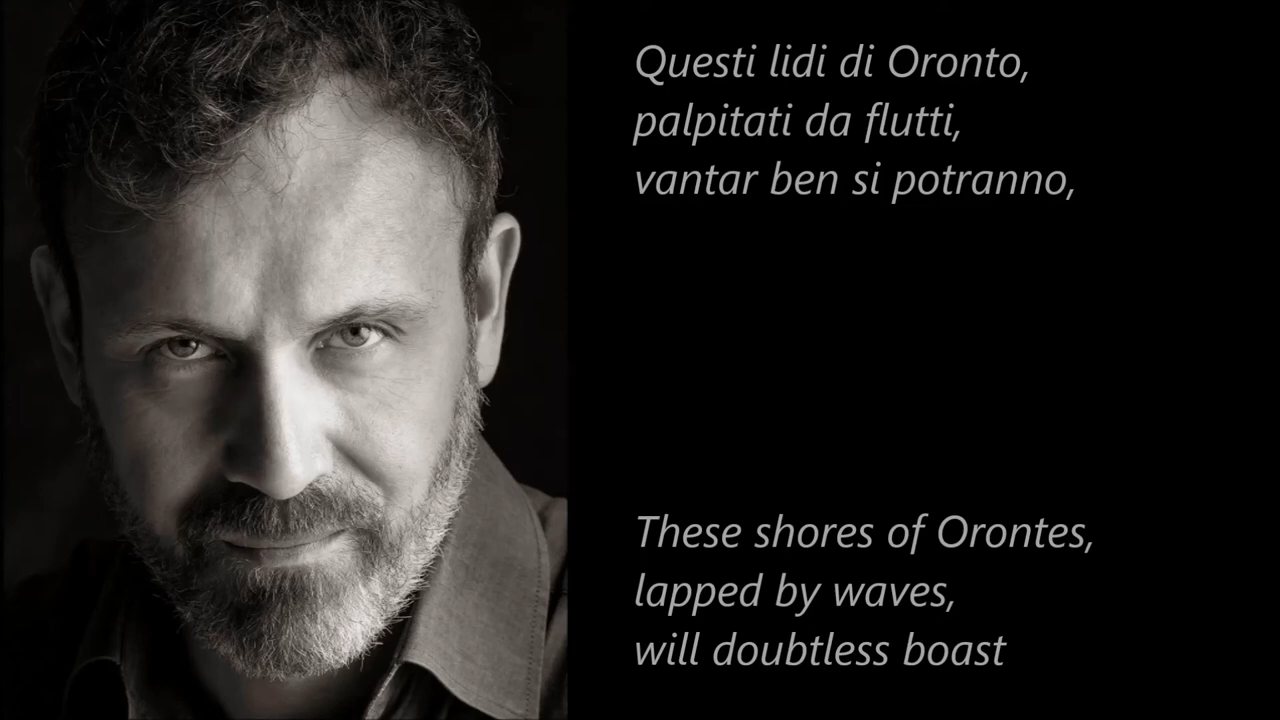 Questi lidi di Oronto,
palpitati da flutti,
vantar ben si potranno,
These shores of Orontes,
lapped by waves,
will doubtless boast